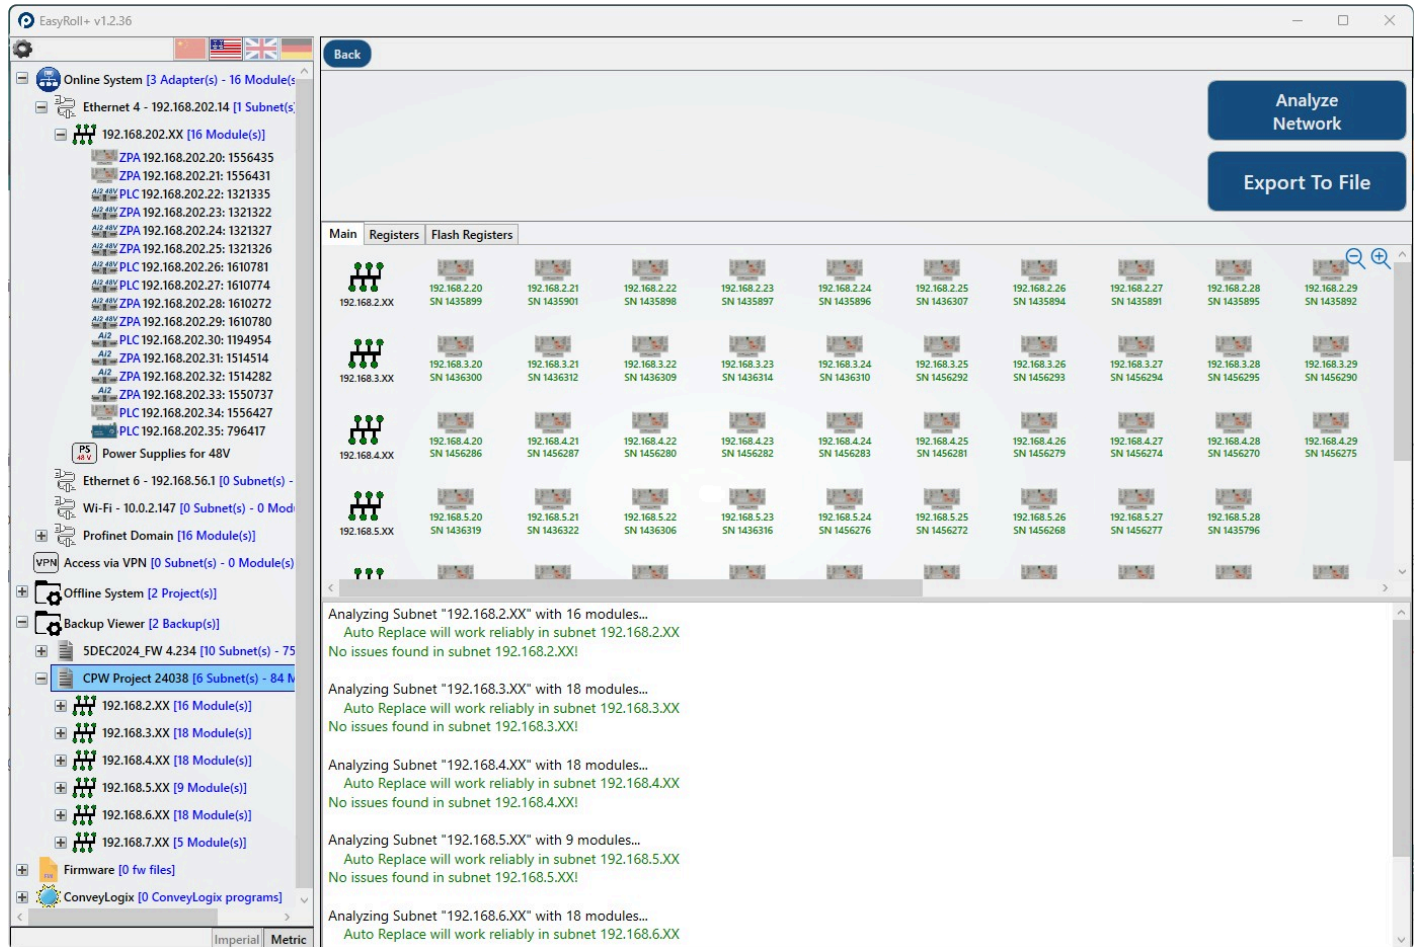 EasyRoll+ v1.2.36
Back
Online System [3 Adapter(s) - 16 Module(s
Ethernet 4 - 192.168.202.14 [1 Subnet(s)
192.168.202.XX [16 Module(s)]
ZPA 192.168.202.20: 1556435
ZPA 192.168.202.21: 1556431
Ai2 48V PLC 192.168.202.22: 1321335
Ai2 48V ZPA 192.168.202.23: 1321322
Ai2 48V ZPA 192.168.202.24: 1321327
Ai2 48V ZPA 192.168.202.25: 1321326
Ai2 48V PLC 192.168.202.26: 1610781
Ai2 48V PLC 192.168.202.27: 1610774
Ai2 48V ZPA 192.168.202.28: 1610272
Ai2 48V ZPA 192.168.202.29: 1610780
Ai2 PLC 192.168.202.30: 1194954
Ai2 ZPA 192.168.202.31: 1514514
Ai2 ZPA 192.168.202.32: 1514282
Ai2 ZPA 192.168.202.33: 1550737
PLC 192.168.202.34: 1556427
PLC 192.168.202.35: 796417
PS 48 V Power Supplies for 48V
Ethernet 6 - 192.168.56.1 [0 Subnet(s) -
Wi-Fi - 10.0.2.147 [0 Subnet(s) - 0 Mod
Profinet Domain [16 Module(s)]
VPN Access via VPN [0 Subnet(s) - 0 Module(s)
Offline System [2 Project(s)]
Backup Viewer [2 Backup(s)]
5DEC2024_FW 4.234 [10 Subnet(s) - 75
CPW Project 24038 [6 Subnet(s) - 84 M
192.168.2.XX [16 Module(s)]
192.168.3.XX [18 Module(s)]
192.168.4.XX [18 Module(s)]
192.168.5.XX [9 Module(s)]
192.168.6.XX [18 Module(s)]
192.168.7.XX [5 Module(s)]
Firmware [0 fw files]
ConveyLogix [0 ConveyLogix programs]
Imperial Metric
Analyze
Network
Export To File
Main Registers Flash Registers
192.168.2.20 192.168.2.21 192.168.2.22 192.168.2.23 192.168.2.24 192.168.2.25 192.168.2.26 192.168.2.27 192.168.2.28 192.168.2.29
192.168.2.XX SN 1435899 SN 1435901 SN 1435898 SN 1435897 SN 1435896 SN 1436307 SN 1435894 SN 1435891 SN 1435895 SN 1435892
192.168.3.20 192.168.3.21 192.168.3.22 192.168.3.23 192.168.3.24 192.168.3.25 192.168.3.26 192.168.3.27 192.168.3.28 192.168.3.29
192.168.3.XX SN 1436300 SN 1436312 SN 1436309 SN 1436314 SN 1436310 SN 1456292 SN 1456293 SN 1456294 SN 1456295 SN 1456290
192.168.4.20 192.168.4.21 192.168.4.22 192.168.4.23 192.168.4.24 192.168.4.25 192.168.4.26 192.168.4.27 192.168.4.28 192.168.4.29
192.168.4.XX SN 1456286 SN 1456287 SN 1456280 SN 1456282 SN 1456283 SN 1456281 SN 1456279 SN 1456274 SN 1456270 SN 1456275
192.168.5.20 192.168.5.21 192.168.5.22 192.168.5.23 192.168.5.24 192.168.5.25 192.168.5.26 192.168.5.27 192.168.5.28
192.168.5.XX SN 1436319 SN 1436322 SN 1436306 SN 1436316 SN 1456276 SN 1456272 SN 1456268 SN 1456277 SN 1435796
Analyzing Subnet "192.168.2.XX" with 16 modules...
Auto Replace will work reliably in subnet 192.168.2.XX
No issues found in subnet 192.168.2.XX!
Analyzing Subnet "192.168.3.XX" with 18 modules...
Auto Replace will work reliably in subnet 192.168.3.XX
No issues found in subnet 192.168.3.XX!
Analyzing Subnet "192.168.4.XX" with 18 modules...
Auto Replace will work reliably in subnet 192.168.4.XX
No issues found in subnet 192.168.4.XX!
Analyzing Subnet "192.168.5.XX" with 9 modules...
Auto Replace will work reliably in subnet 192.168.5.XX
No issues found in subnet 192.168.5.XX!
Analyzing Subnet "192.168.6.XX" with 18 modules...
Auto Replace will work reliably in subnet 192.168.6.XX